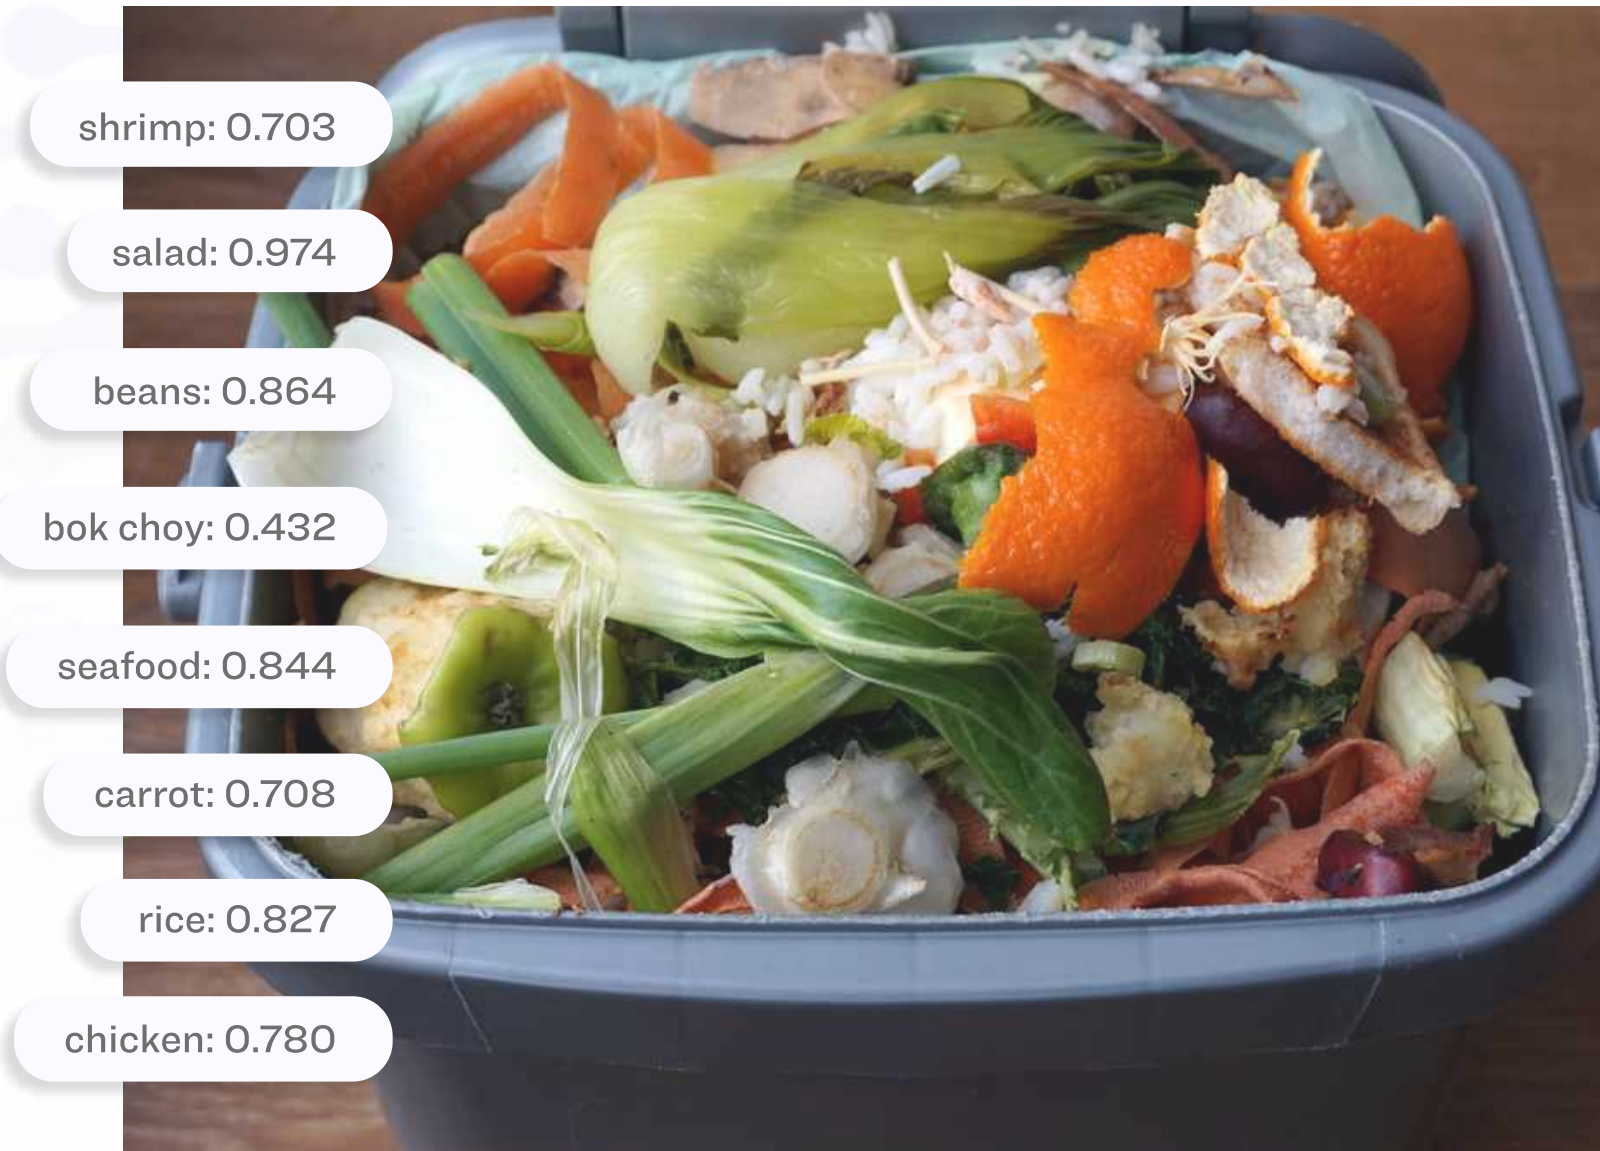 shrimp: 0.703
salad: 0.974
beans: 0.864
bok choy: 0.432
seafood: 0.844
carrot: 0.708
rice: 0.827
chicken: 0.780